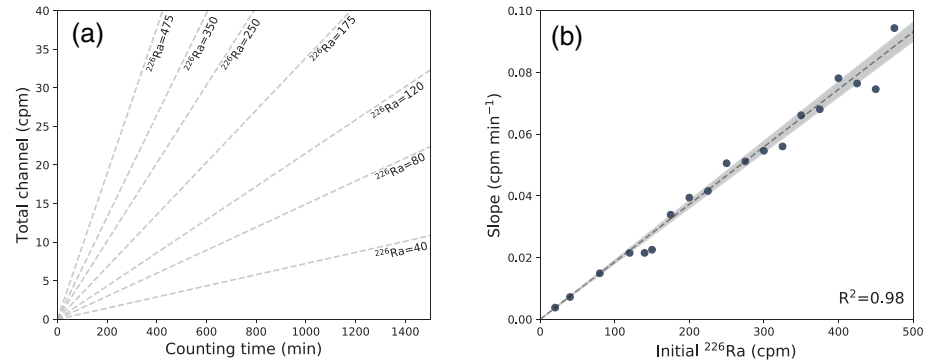 (a)
40
35
30
25
20
15
10
5
0
Total channel (cpm)
²²⁶Ra=475
²²⁶Ra=350
²²⁶Ra=250
²²⁶Ra=175
²²⁶Ra=120
²²⁶Ra=80
²²⁶Ra=40
0 200 400 600 800 1000 1200 1400
Counting time (min)
(b)
0.10
0.08
0.06
0.04
0.02
0.00
Slope (cpm min⁻¹)
R²=0.98
0 100 200 300 400 500
Initial ²²⁶Ra (cpm)